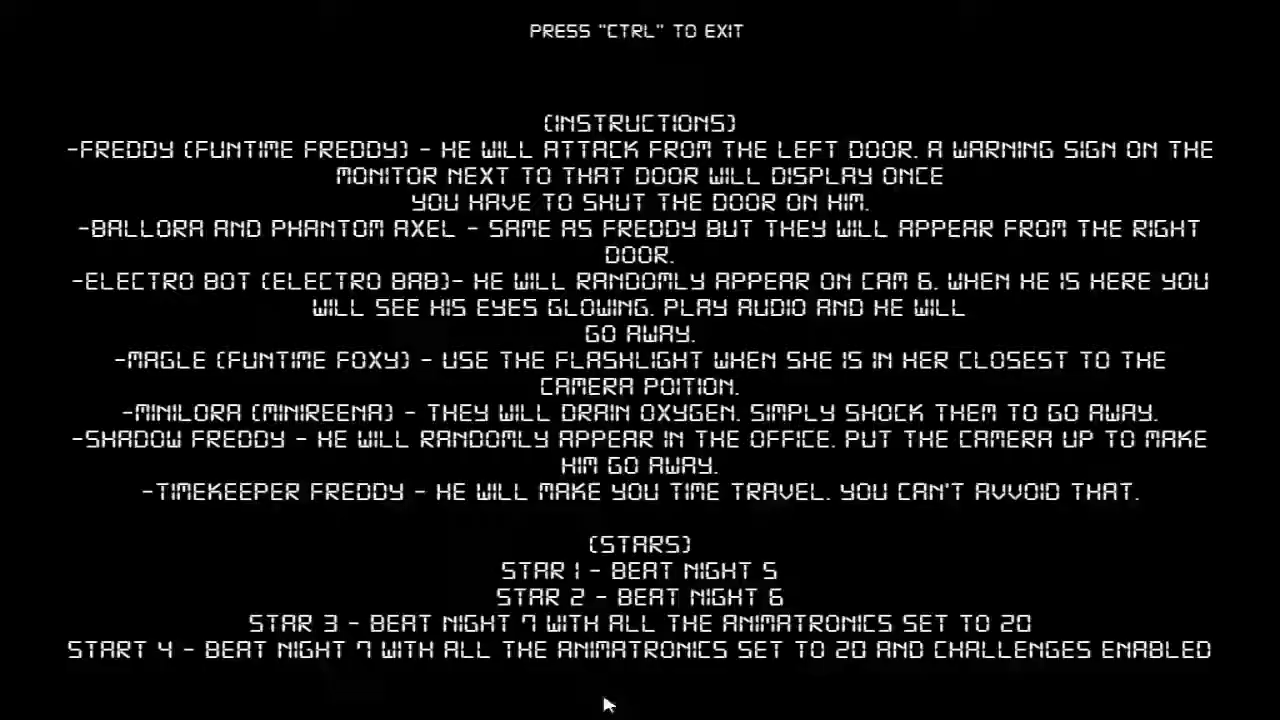 PRESS "CTRL" TO EXIT
(INSTRUCTIONS)
-FREDDY (FUNTIME FREDDY) - HE WILL ATTACK FROM THE LEFT DOOR. A WARNING SIGN ON THE
MONITOR NEXT TO THAT DOOR WILL DISPLAY ONCE
YOU HAVE TO SHUT THE DOOR ON HIM.
-BALLORA AND PHANTOM AXEL - SAME AS FREDDY BUT THEY WILL APPEAR FROM THE RIGHT
DOOR.
-ELECTRO BOT (ELECTRO BAB)- HE WILL RANDOMLY APPEAR ON CAM 6. WHEN HE IS HERE YOU
WILL SEE HIS EYES GLOWING. PLAY AUDIO AND HE WILL
GO AWAY.
-MAGLE (FUNTIME FOXY) - USE THE FLASHLIGHT WHEN SHE IS IN HER CLOSEST TO THE
CAMERA POITION.
-MINILORA (MINIREENA) - THEY WILL DRAIN OXYGEN. SIMPLY SHOCK THEM TO GO AWAY.
-SHADOW FREDDY - HE WILL RANDOMLY APPEAR IN THE OFFICE. PUT THE CAMERA UP TO MAKE
HIM GO AWAY.
-TIMEKEEPER FREDDY - HE WILL MAKE YOU TIME TRAVEL. YOU CAN'T AVVOID THAT.
(STARS)
STAR 1 - BEAT NIGHT 5
STAR 2 - BEAT NIGHT 6
STAR 3 - BEAT NIGHT 7 WITH ALL THE ANIMATRONICS SET TO 20
START 4 - BEAT NIGHT 7 WITH ALL THE ANIMATRONICS SET TO 20 AND CHALLENGES ENABLED